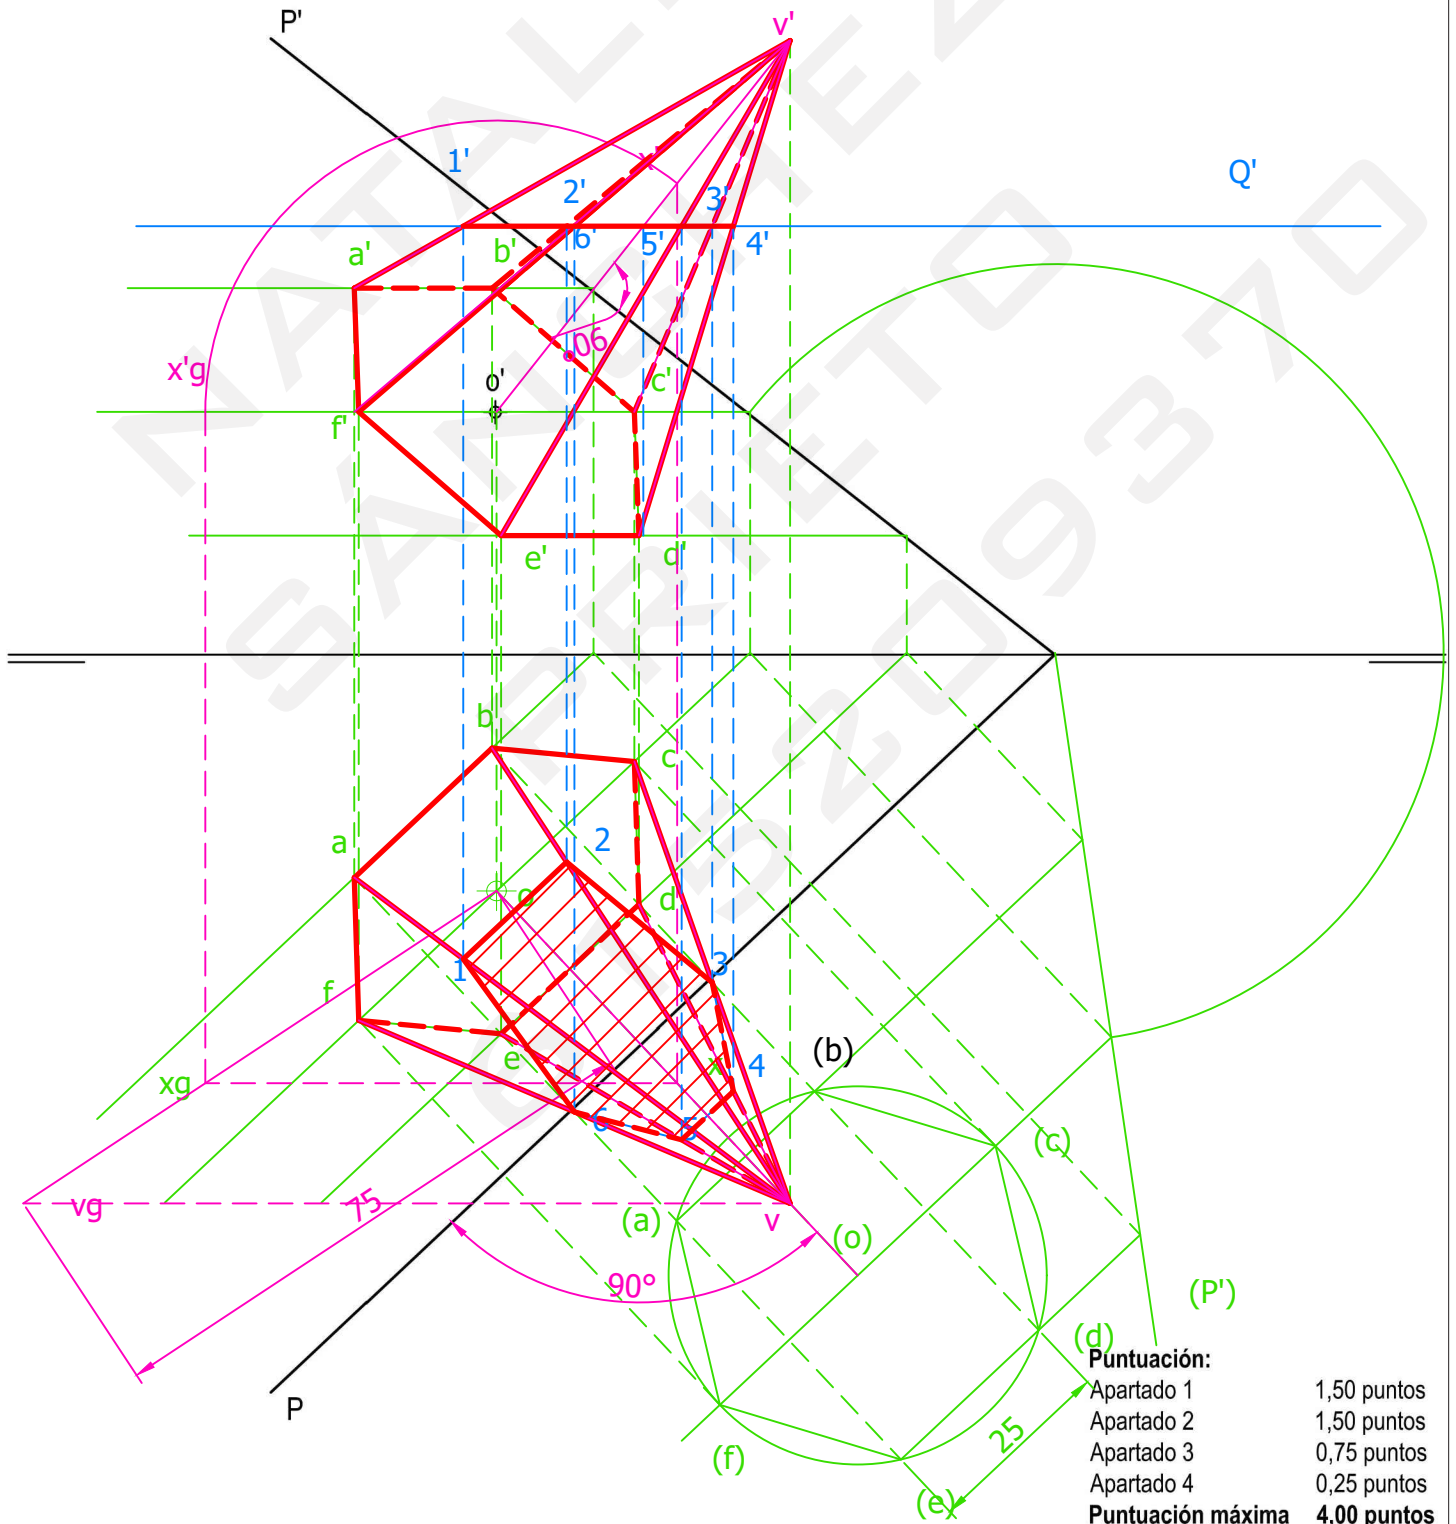 P'
v'
1'
x'
2'
3'
Q'
a'
b'
6'
5'
4'
90°
x'g
o'
c'
f'
e'
d'
b
c
a
2
o
d
f
1
3
e
x
4
(b)
xg
6
5
(c)
75
vg
(a)
v
(o)
90°
(P')
(d)
P
(f)
25
(e)
Puntuación:
Apartado 1 1,50 puntos
Apartado 2 1,50 puntos
Apartado 3 0,75 puntos
Apartado 4 0,25 puntos
Puntuación máxima 4,00 puntos